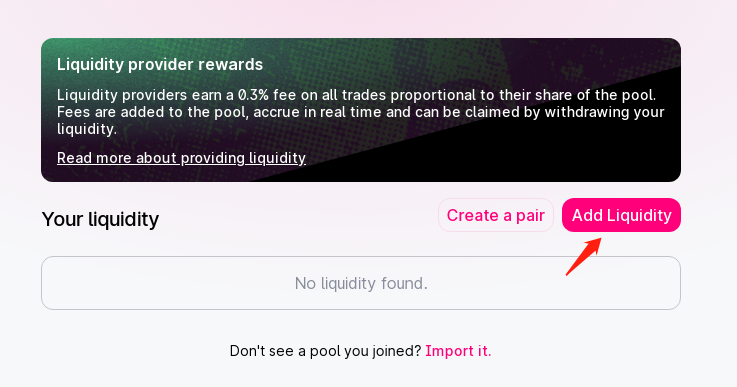 Liquidity provider rewards
Liquidity providers earn a 0.3% fee on all trades proportional to their share of the pool.
Fees are added to the pool, accrue in real time and can be claimed by withdrawing your
liquidity.
Read more about providing liquidity
Your liquidity
Create a pair
Add Liquidity
No liquidity found.
Don't see a pool you joined? Import it.